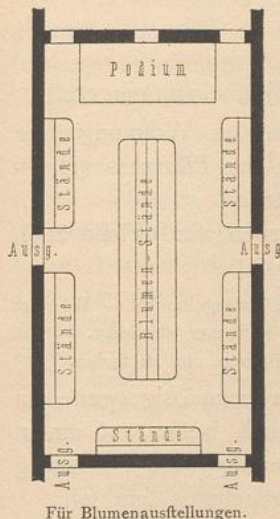 Podium
Stände
Stände
Blumen-Stände
Ausg.
Ausg
Stände
Stände
Stände
Ausg.
Ausg.
Für Blumenausſtellungen.